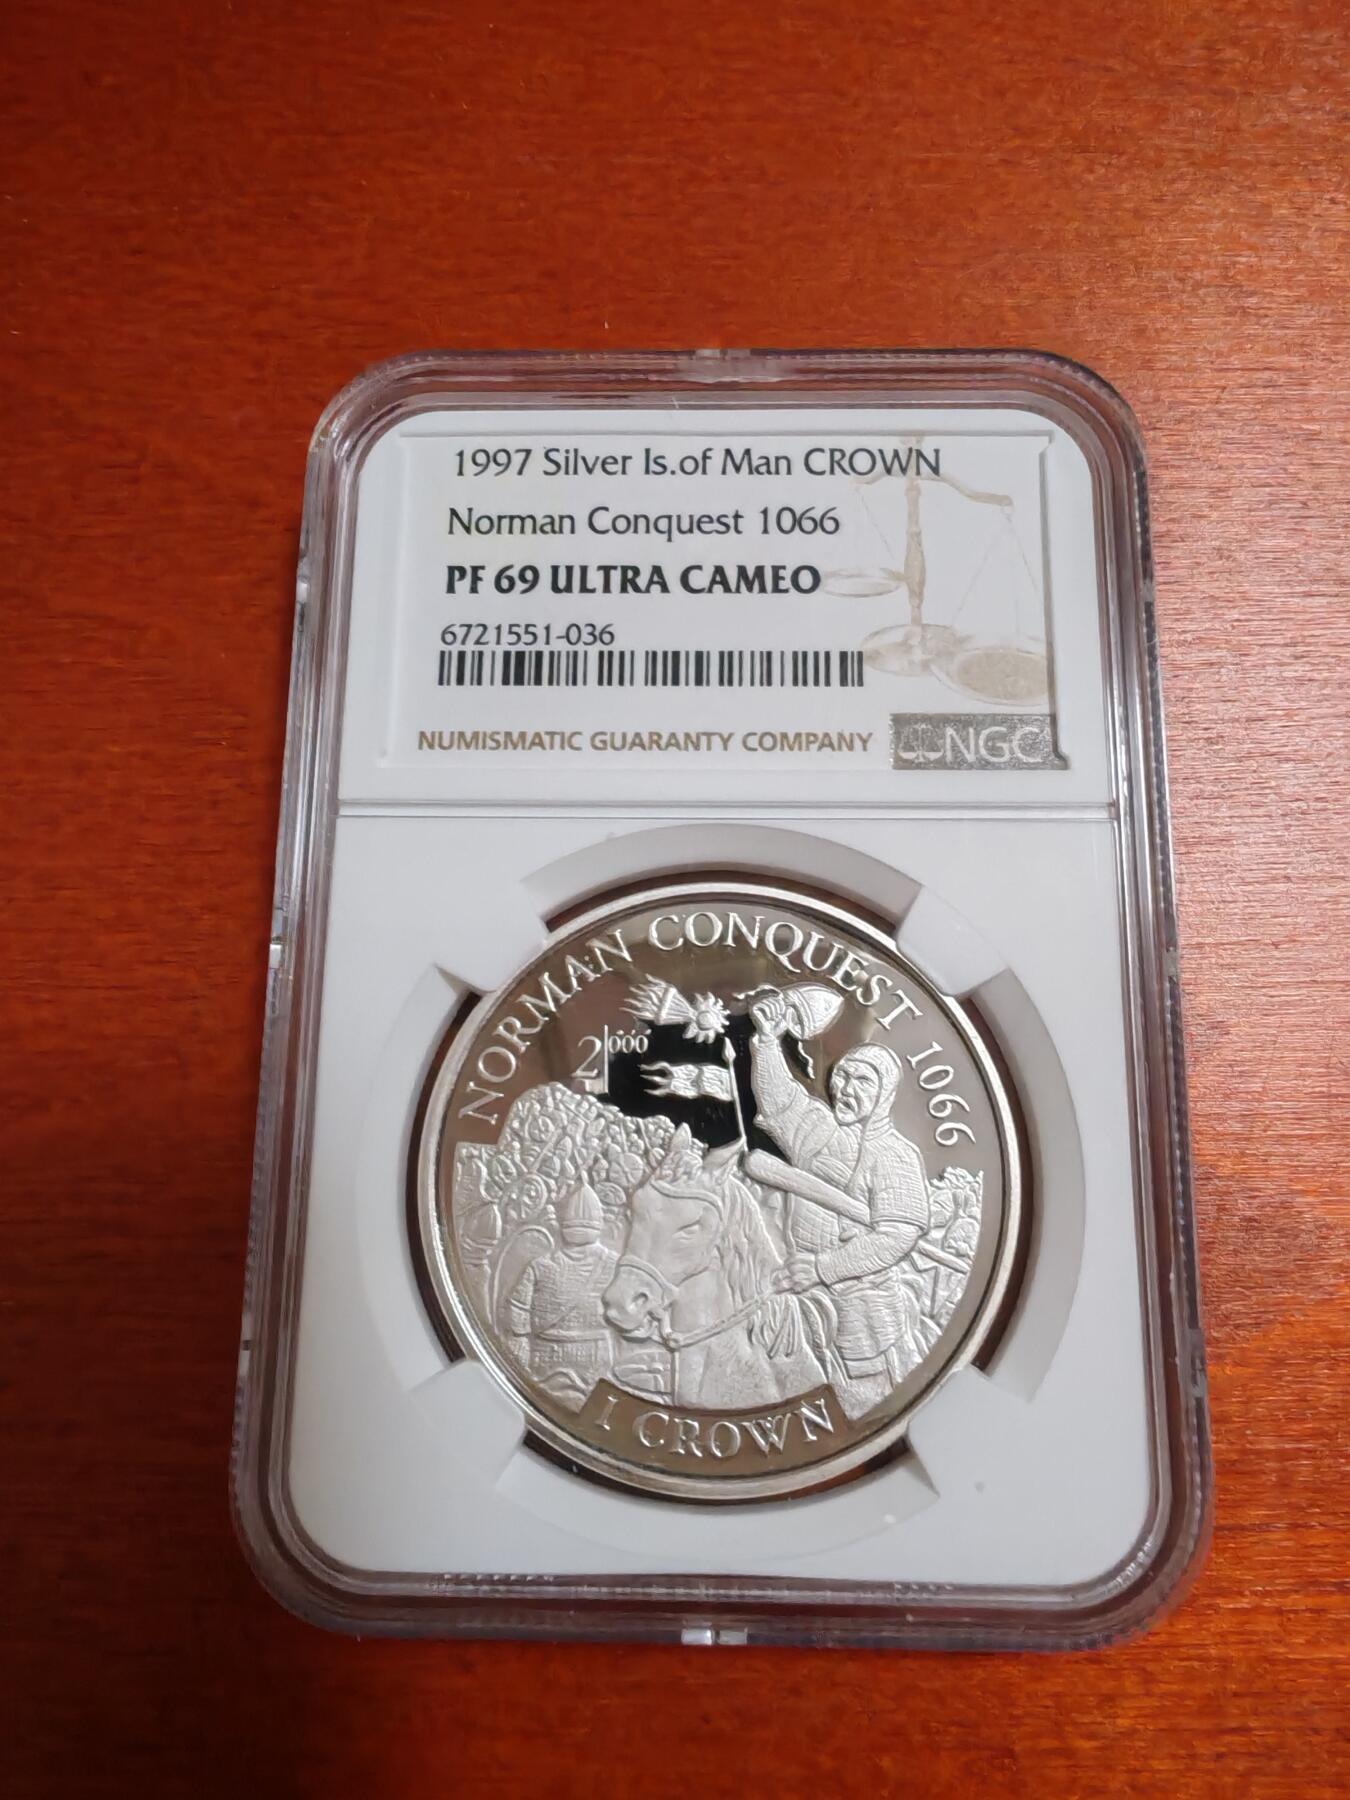 1997 Silver Is.of Man CROWN
Norman Conquest 1066
PF 69 ULTRA CAMEO
6721551-036
NUMISMATIC GUARANTY COMPANY
NGC
NORMAN CONQUEST 1066
2000
1 CROWN